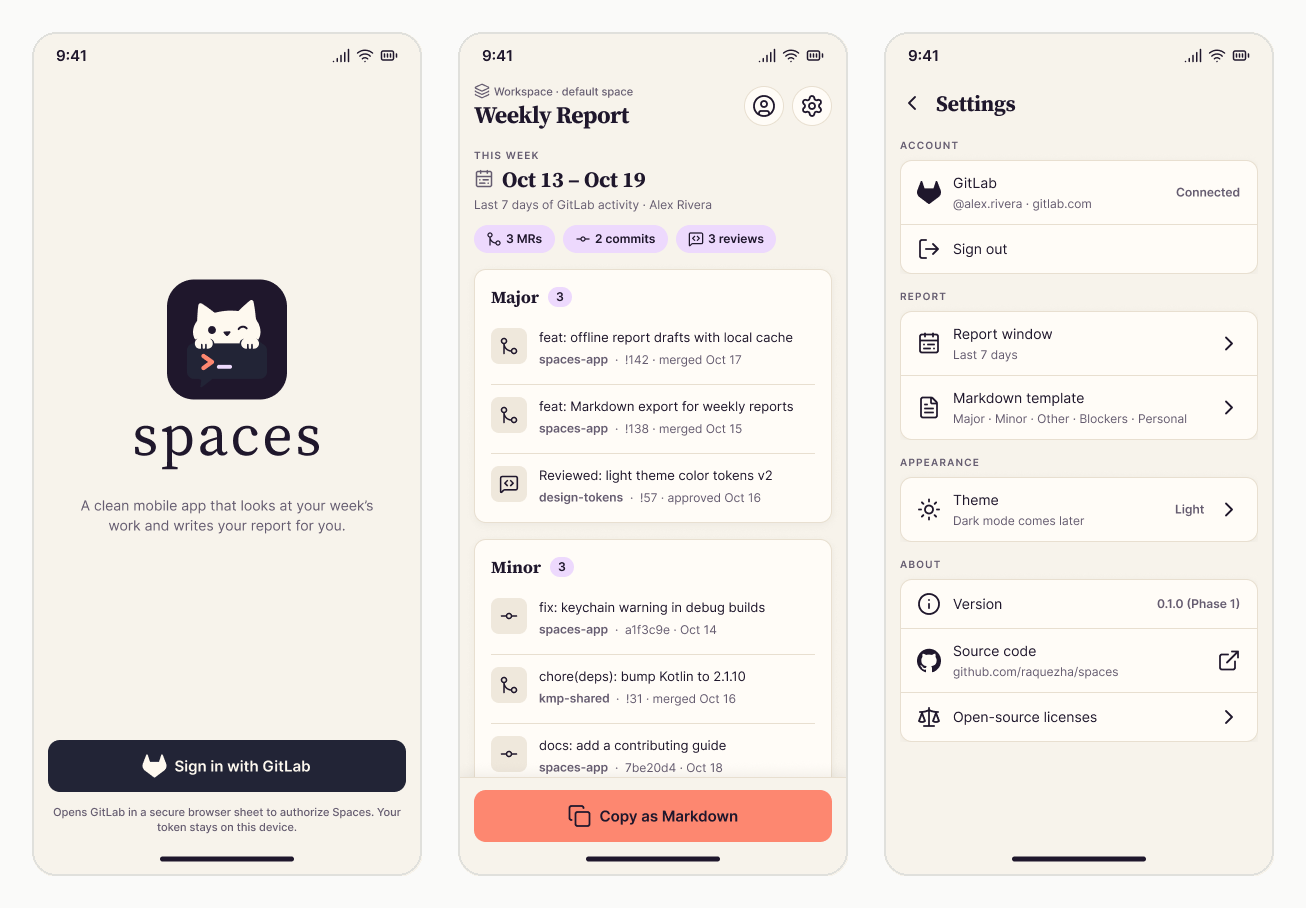 9:41
spaces
A clean mobile app that looks at your week’s
work and writes your report for you.
Sign in with GitLab
Opens GitLab in a secure browser sheet to authorize Spaces. Your
token stays on this device.
9:41
Workspace · default space
Weekly Report
THIS WEEK
Oct 13 – Oct 19
Last 7 days of GitLab activity · Alex Rivera
3 MRs
2 commits
3 reviews
Major 3
feat: offline report drafts with local cache
spaces-app · !142 · merged Oct 17
feat: Markdown export for weekly reports
spaces-app · !138 · merged Oct 15
Reviewed: light theme color tokens v2
design-tokens · !57 · approved Oct 16
Minor 3
fix: keychain warning in debug builds
spaces-app · a1f3c9e · Oct 14
chore(deps): bump Kotlin to 2.1.10
kmp-shared · !31 · merged Oct 16
docs: add a contributing guide
spaces-app · 7be20d4 · Oct 18
Copy as Markdown
9:41
Settings
ACCOUNT
GitLab
@alex.rivera · gitlab.com
Connected
Sign out
REPORT
Report window
Last 7 days
Markdown template
Major · Minor · Other · Blockers · Personal
APPEARANCE
Theme
Dark mode comes later
Light
ABOUT
Version
0.1.0 (Phase 1)
Source code
github.com/raquezha/spaces
Open-source licenses